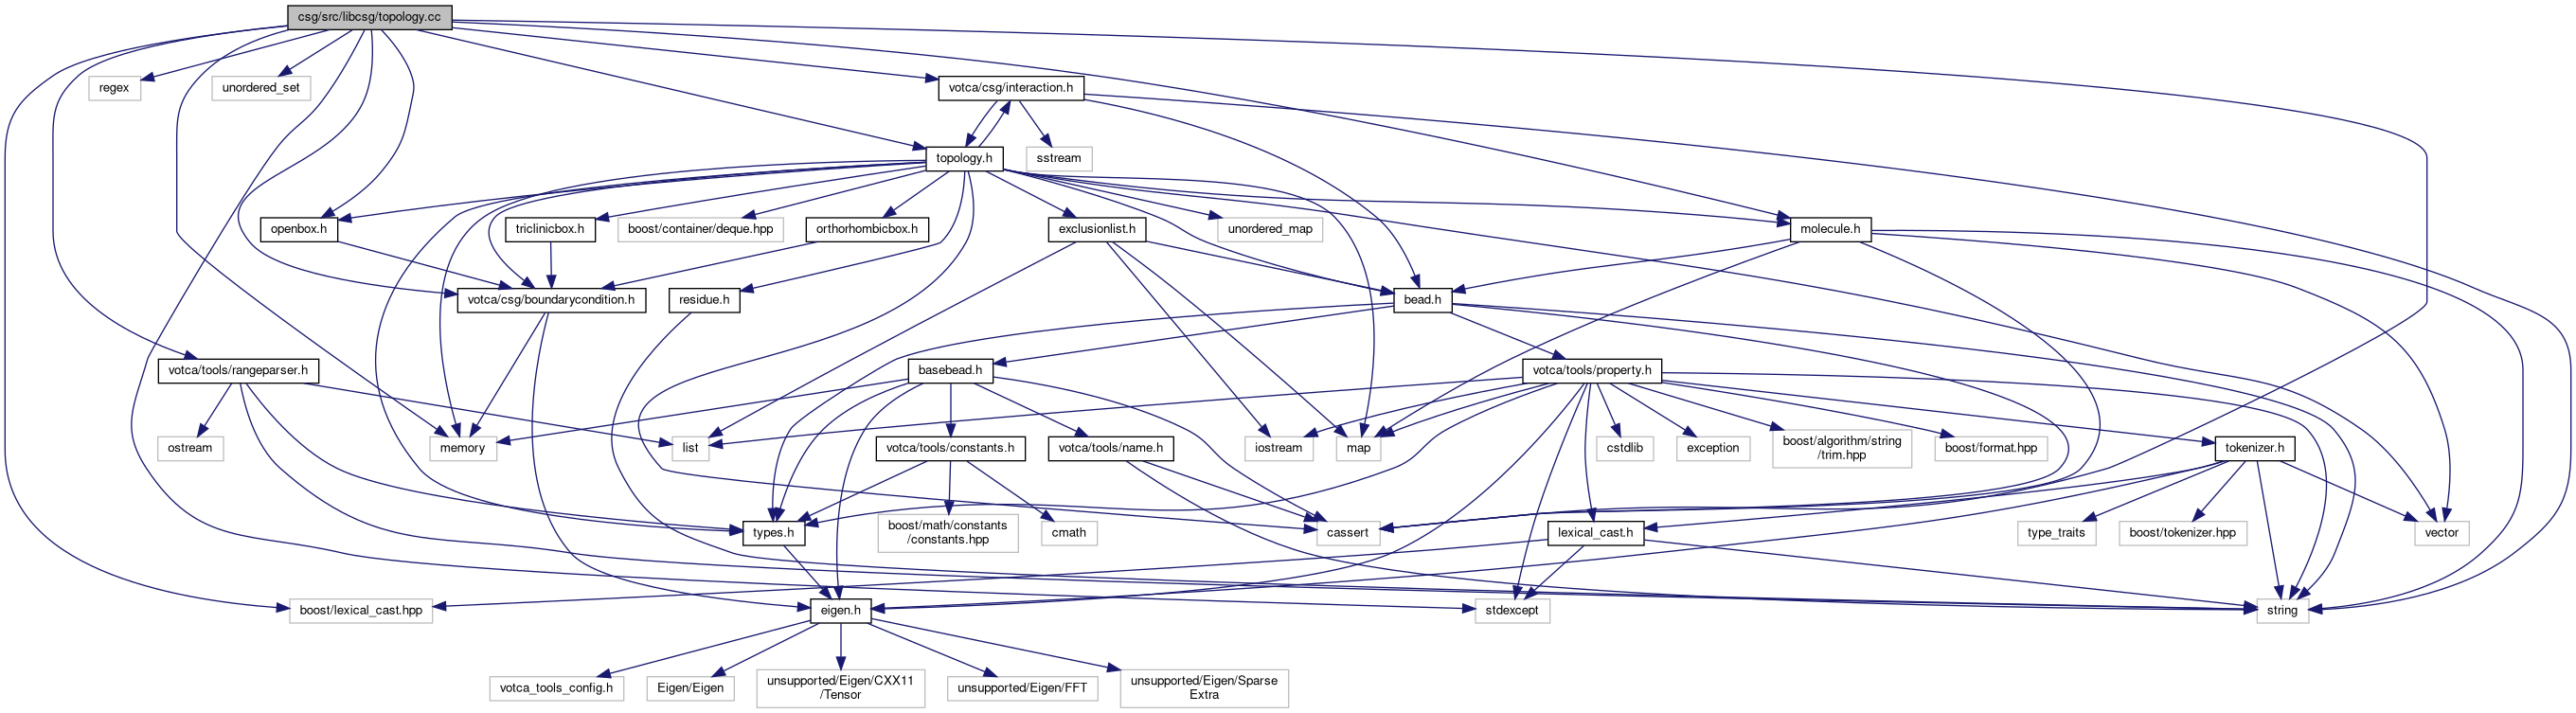 csg/src/libcsg/topology.cc
regex
unordered_set
votca/csg/interaction.h
topology.h
sstream
openbox.h
triclinicbox.h
boost/container/deque.hpp
orthorhombicbox.h
exclusionlist.h
unordered_map
molecule.h
votca/csg/boundarycondition.h
residue.h
bead.h
votca/tools/rangeparser.h
basebead.h
votca/tools/property.h
ostream
memory
list
votca/tools/constants.h
votca/tools/name.h
iostream
map
cstdlib
exception
boost/algorithm/string
/trim.hpp
boost/format.hpp
tokenizer.h
types.h
boost/math/constants
/constants.hpp
cmath
cassert
lexical_cast.h
type_traits
boost/tokenizer.hpp
vector
boost/lexical_cast.hpp
eigen.h
stdexcept
string
votca_tools_config.h
Eigen/Eigen
unsupported/Eigen/CXX11
/Tensor
unsupported/Eigen/FFT
unsupported/Eigen/Sparse
Extra